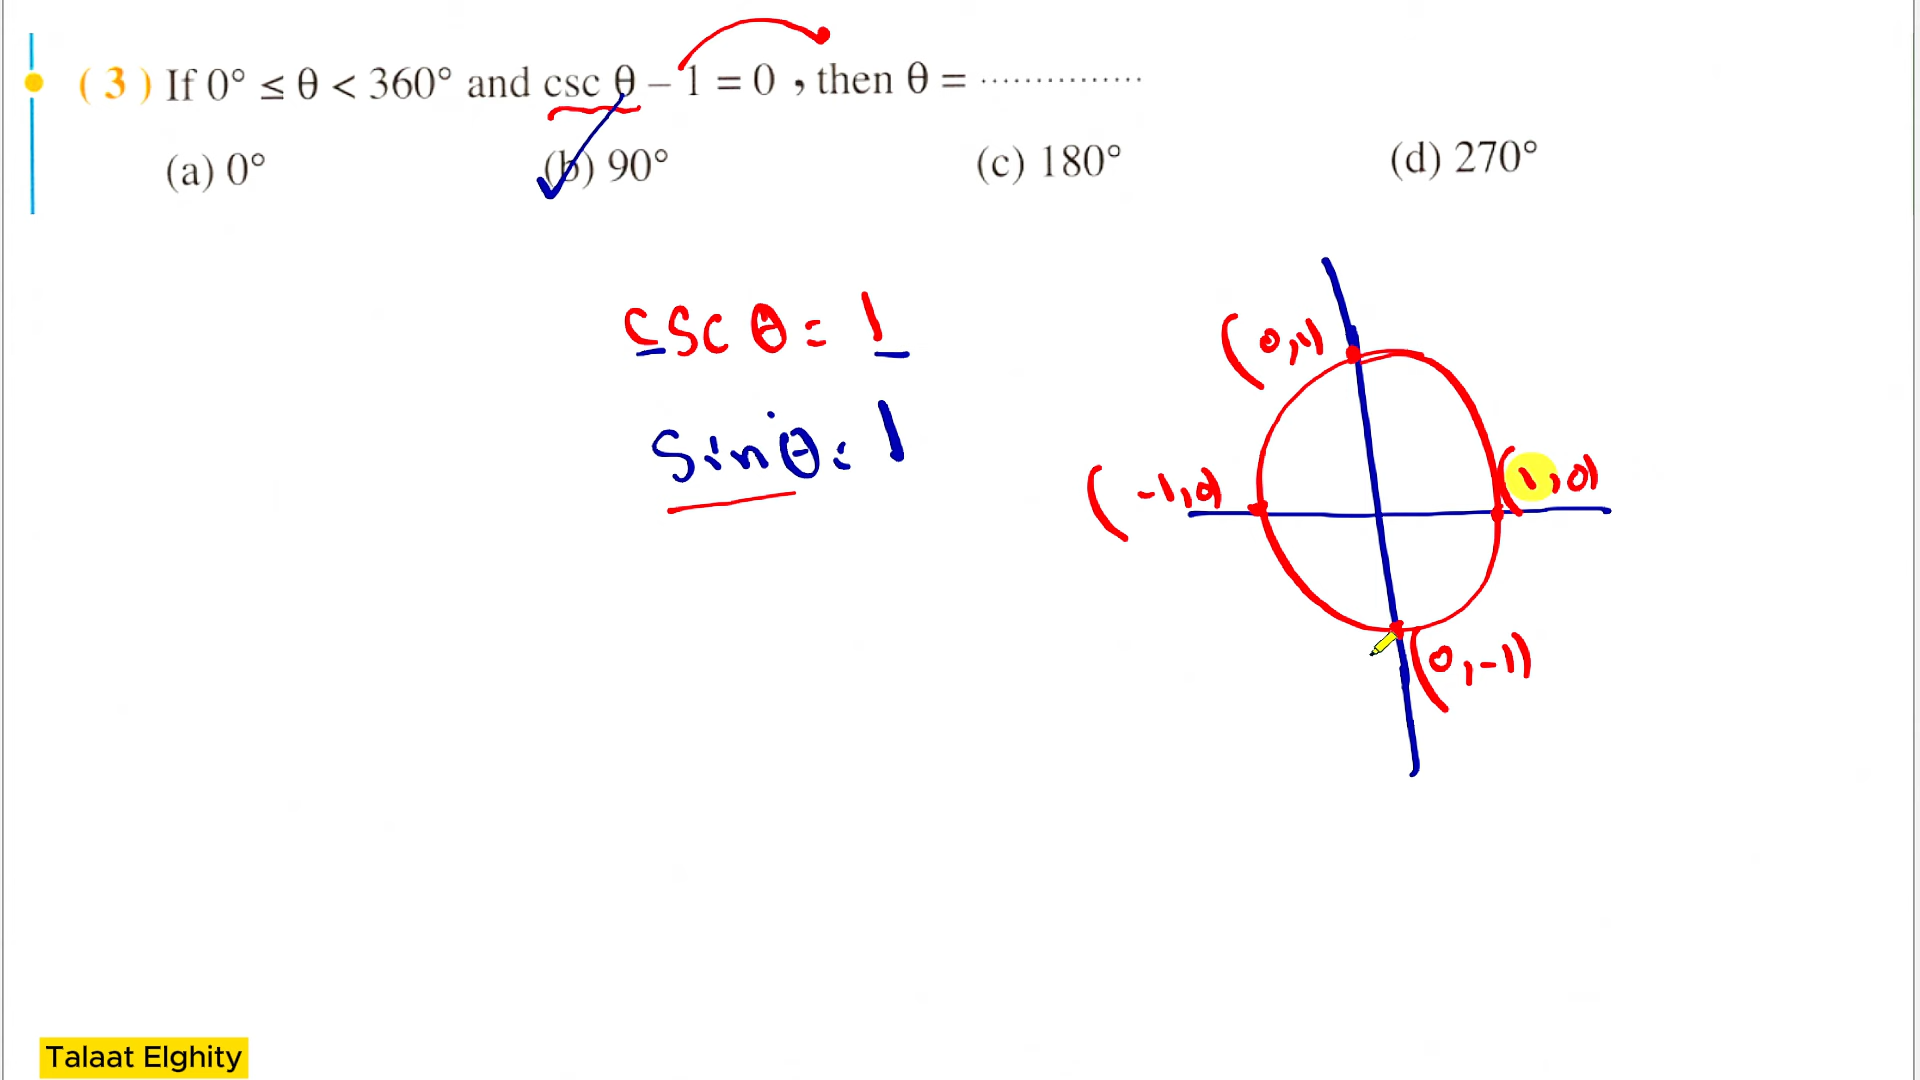 ( 3 ) If 0° ≤ θ < 360° and csc θ – 1 = 0 , then θ = ...............
(a) 0° (b) 90° (c) 180° (d) 270°
csc θ = 1
sin θ = 1
(0,1)
(-1,0)
(1,0)
(0,-1)
Talaat Elghity